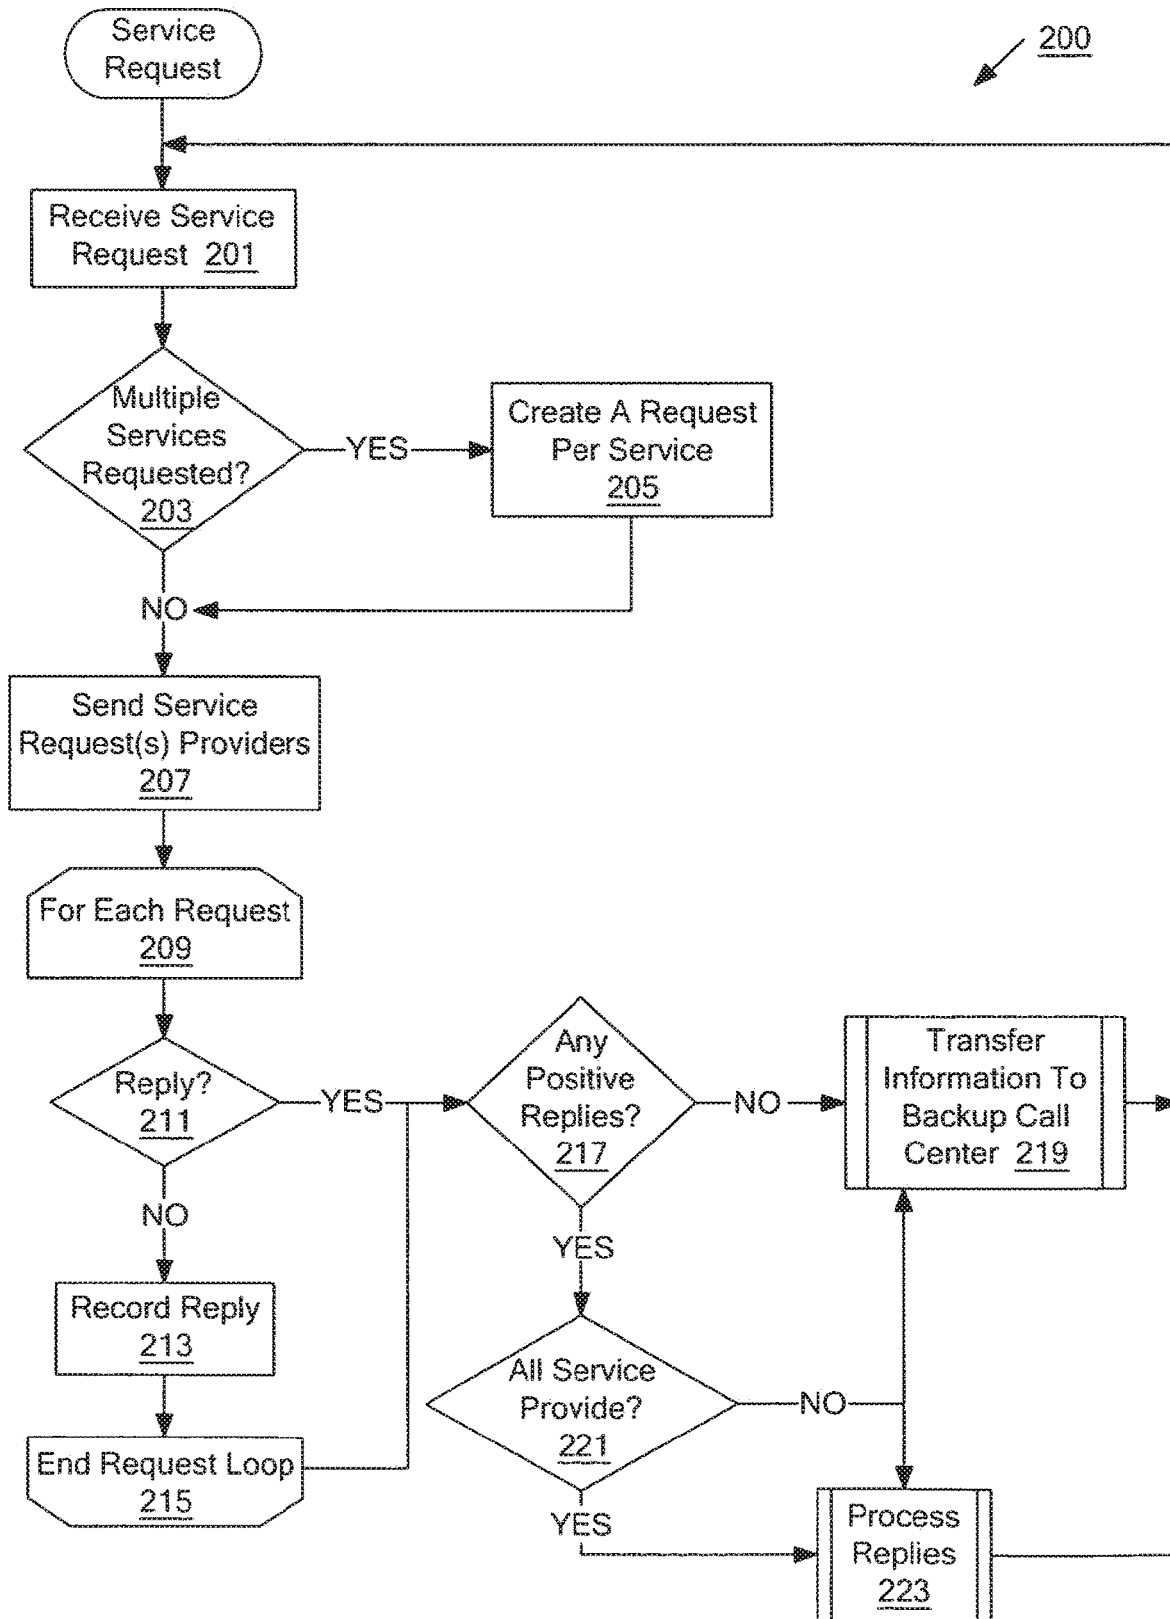 Service
Request
200
Receive Service
Request 201
Multiple
Services
Requested?
203
YES
Create A Request
Per Service
205
NO
Send Service
Request(s) Providers
207
For Each Request
209
Reply?
211
YES
NO
Record Reply
213
End Request Loop
215
Any
Positive
Replies?
217
NO
Transfer
Information To
Backup Call
Center 219
YES
All Service
Provide?
221
NO
YES
Process
Replies
223